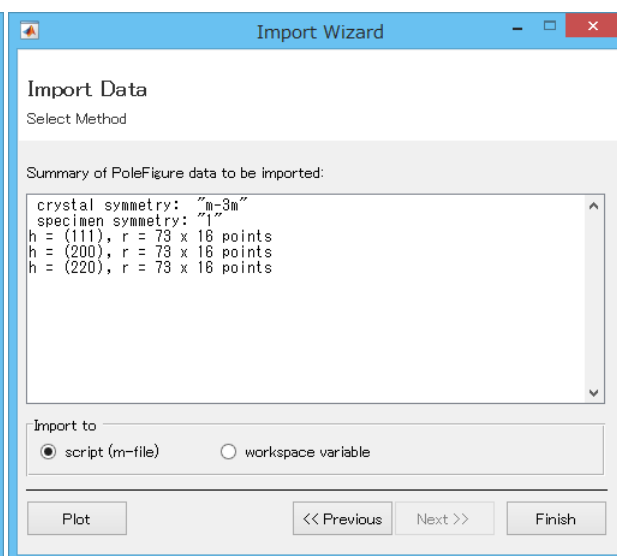 Import Wizard
Import Data
Select Method
Summary of PoleFigure data to be imported:
crystal symmetry: "m-3m"
specimen symmetry: "1"
h = (111), r = 73 x 16 points
h = (200), r = 73 x 16 points
h = (220), r = 73 x 16 points
Import to
script (m-file) workspace variable
Plot << Previous Next >> Finish